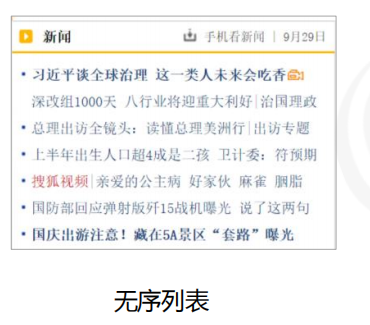 新闻 手机看新闻 | 9月29日
• 习近平谈全球治理 这一类人未来会吃香
深改组1000天 八行业将迎重大利好|治国理政
• 总理出访全镜头：读懂总理美洲行|出访专题
• 上半年出生人口超4成是二孩 卫计委：符预期
• 搜狐视频|亲爱的公主病 好家伙 麻雀 胭脂
• 国防部回应弹射版歼15战机曝光 说了这两句
• 国庆出游注意！藏在5A景区“套路”曝光
无序列表